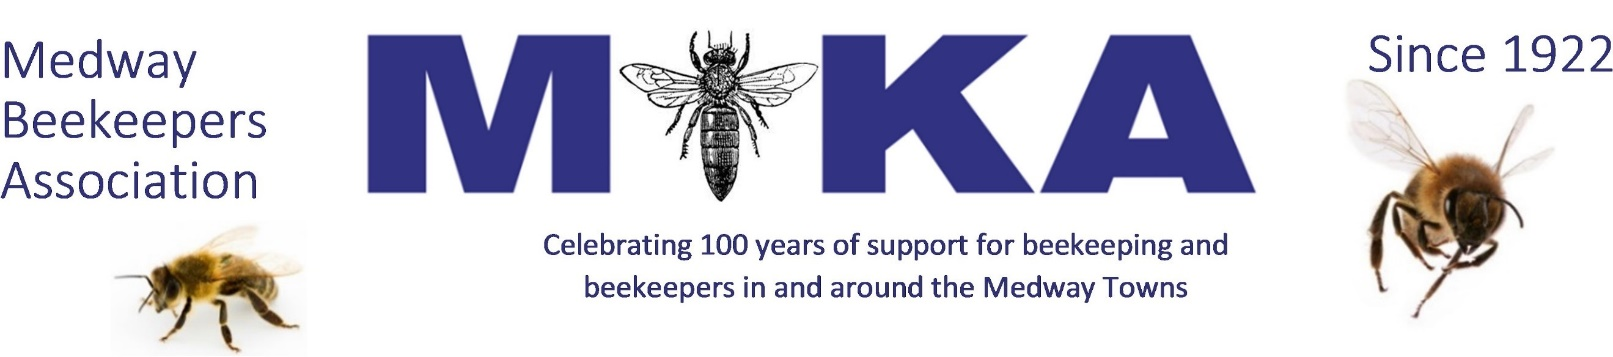 Medway
Beekeepers
Association
M KA
Since 1922
Celebrating 100 years of support for beekeeping and
beekeepers in and around the Medway Towns